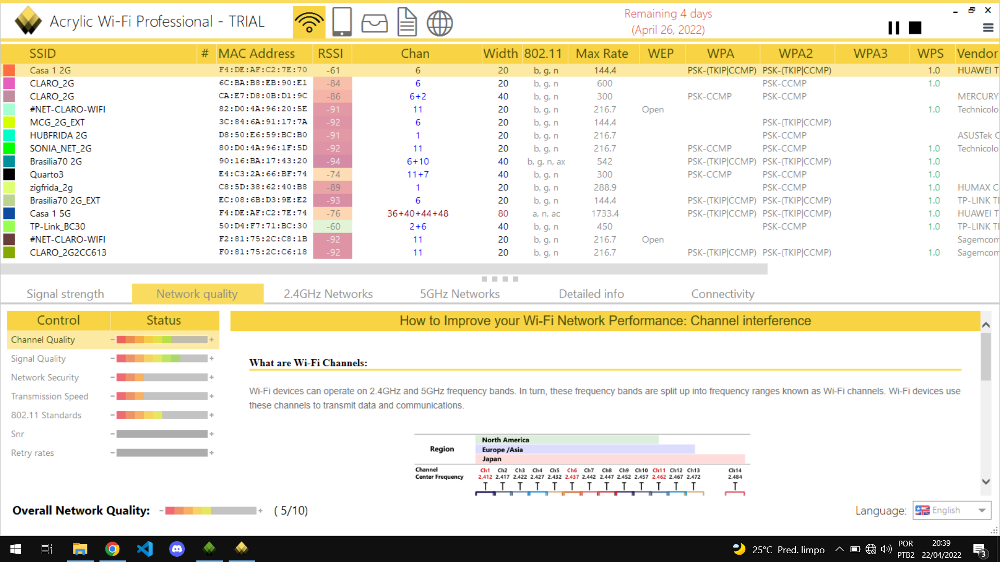 Acrylic Wi-Fi Professional - TRIAL
Remaining 4 days
(April 26, 2022)
SSID # MAC Address RSSI Chan Width 802.11 Max Rate WEP WPA WPA2 WPA3 WPS Vendor
Casa 1 2G F4:DE:AF:C2:7E:70 -61 6 20 b, g, n 144.4 PSK-(TKIP|CCMP) PSK-(TKIP|CCMP) 1.0 HUAWEI T
CLARO_2G 6C:BA:B8:EB:90:E1 -84 6 20 b, g, n 600 PSK-CCMP 1.0
CLARO_2G CA:E7:D8:0B:D1:9C -86 6+2 40 b, g, n 300 PSK-CCMP PSK-CCMP MERCURY
#NET-CLARO-WIFI 82:D0:4A:96:20:5E -91 11 20 b, g, n 216.7 Open 1.0 Technicolo
MCG_2G_EXT 3C:84:6A:91:17:7A -92 6 20 b, g, n 144.4 PSK-(TKIP|CCMP)
HUBFRIDA 2G D8:50:E6:59:BC:B0 -91 1 20 b, g, n 216.7 PSK-CCMP ASUSTek C
SONIA_NET_2G 80:D0:4A:96:1F:5D -92 11 20 b, g, n 216.7 PSK-CCMP PSK-CCMP 1.0 Technicolo
Brasilia70 2G 90:16:BA:17:43:20 -94 6+10 40 b, g, n, ax 542 PSK-(TKIP|CCMP) PSK-(TKIP|CCMP) 1.0
Quarto3 E4:C3:2A:66:BF:74 -74 11+7 40 b, g, n 300 PSK-CCMP PSK-CCMP 1.0
zigfrida_2g C8:5D:38:62:40:B8 -89 1 20 b, g, n 288.9 PSK-CCMP 1.0 HUMAX C
Brasilia70 2G_EXT EC:08:6B:D3:9E:E2 -93 6 20 b, g, n 144.4 PSK-(TKIP|CCMP) PSK-(TKIP|CCMP) 1.0 TP-LINK TE
Casa 1 5G F4:DE:AF:C2:7E:74 -76 36+40+44+48 80 a, n, ac 1733.4 PSK-(TKIP|CCMP) PSK-(TKIP|CCMP) 1.0 HUAWEI T
TP-Link_BC30 50:D4:F7:71:BC:30 -60 2+6 40 b, g, n 450 PSK-CCMP 1.0 TP-LINK TE
#NET-CLARO-WIFI F2:81:75:2C:C8:1B -92 11 20 b, g, n 216.7 Open Sagemcom
CLARO_2G2CC613 F0:81:75:2C:C6:18 -92 11 20 b, g, n 216.7 PSK-(TKIP|CCMP) PSK-(TKIP|CCMP) 1.0 Sagemcom
Signal strength Network quality 2.4GHz Networks 5GHz Networks Detailed info Connectivity
Control Status
Channel Quality - +
Signal Quality - +
Network Security - +
Transmission Speed - +
802.11 Standards - +
Snr - +
Retry rates - +
How to Improve your Wi-Fi Network Performance: Channel interference
What are Wi-Fi Channels:
Wi-Fi devices can operate on 2.4GHz and 5GHz frequency bands. In turn, these frequency bands are split up into frequency ranges known as Wi-Fi channels. Wi-Fi devices use
these channels to transmit data and communications.
Region
North America
Europe /Asia
Japan
Channel Ch1 Ch2 Ch3 Ch4 Ch5 Ch6 Ch7 Ch8 Ch9 Ch10 Ch11 Ch12 Ch13 Ch14
Center Frequency 2.412 2.417 2.422 2.427 2.432 2.437 2.442 2.447 2.452 2.457 2.462 2.467 2.472 2.484
Overall Network Quality: - + ( 5/10)
Language: English
25°C Pred. limpo
POR
PTB2
20:39
22/04/2022
3